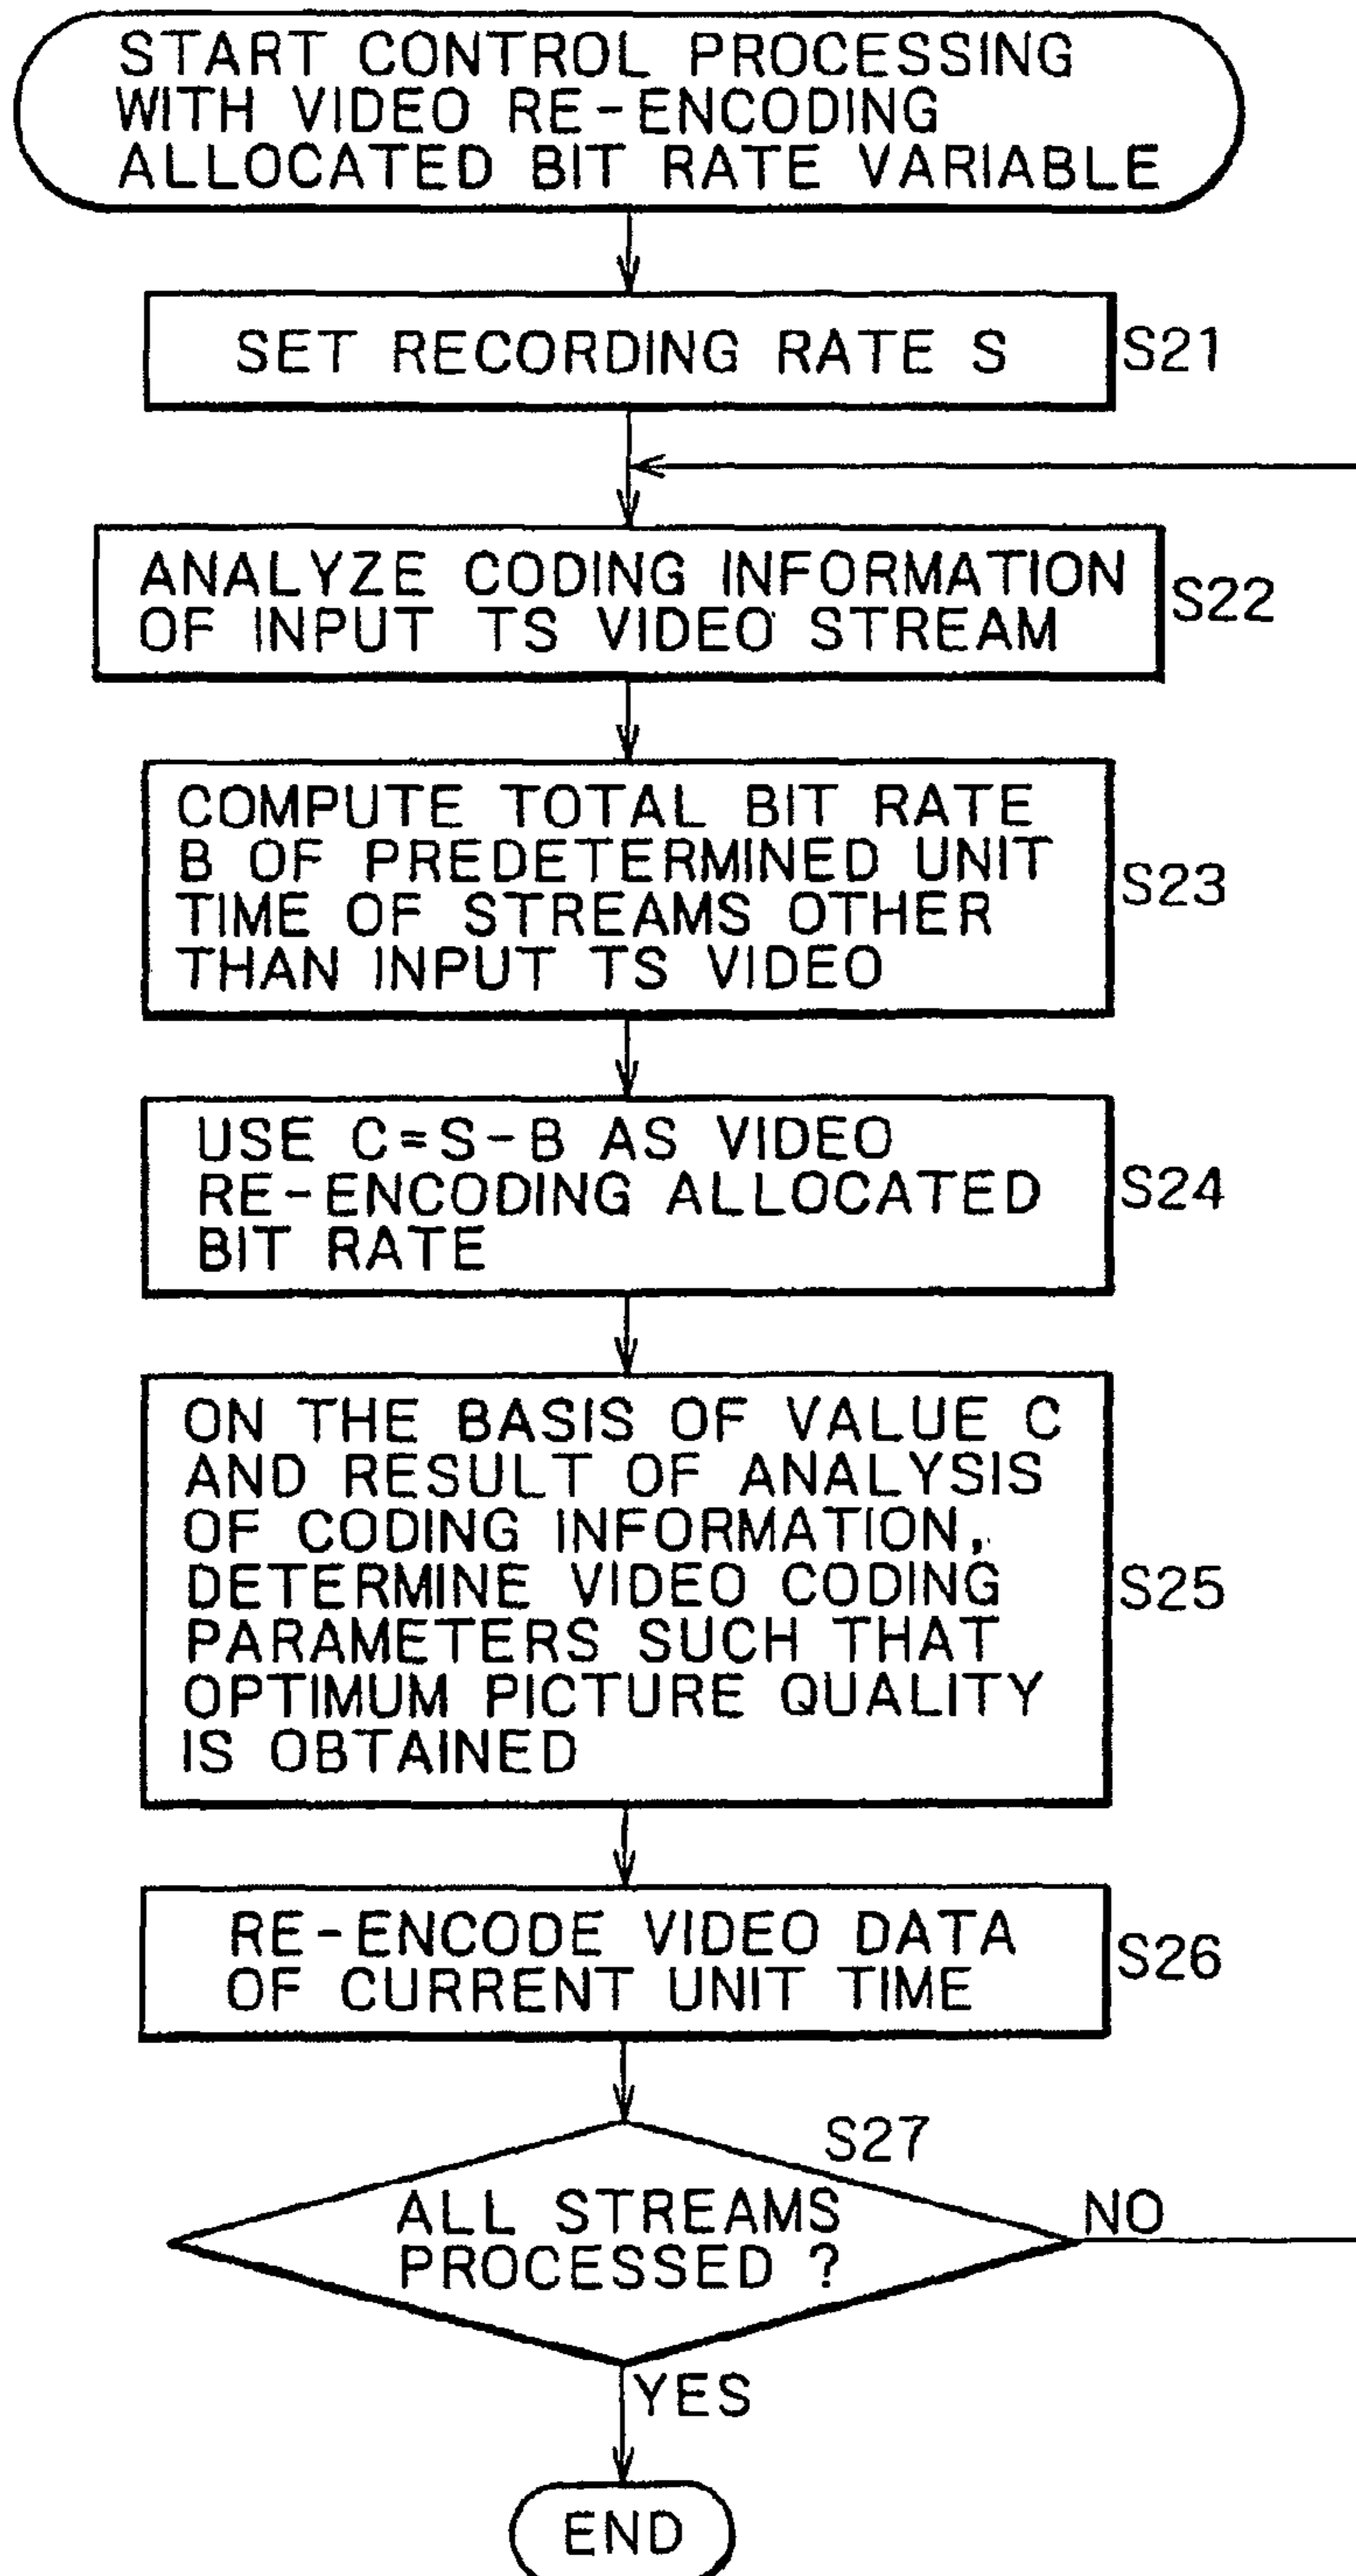 START CONTROL PROCESSING
WITH VIDEO RE-ENCODING
ALLOCATED BIT RATE VARIABLE
SET RECORDING RATE S
S21
ANALYZE CODING INFORMATION
OF INPUT TS VIDEO STREAM
S22
COMPUTE TOTAL BIT RATE
B OF PREDETERMINED UNIT
TIME OF STREAMS OTHER
THAN INPUT TS VIDEO
S23
USE C=S-B AS VIDEO
RE-ENCODING ALLOCATED
BIT RATE
S24
ON THE BASIS OF VALUE C
AND RESULT OF ANALYSIS
OF CODING INFORMATION,
DETERMINE VIDEO CODING
PARAMETERS SUCH THAT
OPTIMUM PICTURE QUALITY
IS OBTAINED
S25
RE-ENCODE VIDEO DATA
OF CURRENT UNIT TIME
S26
S27
ALL STREAMS
PROCESSED ?
NO
YES
END